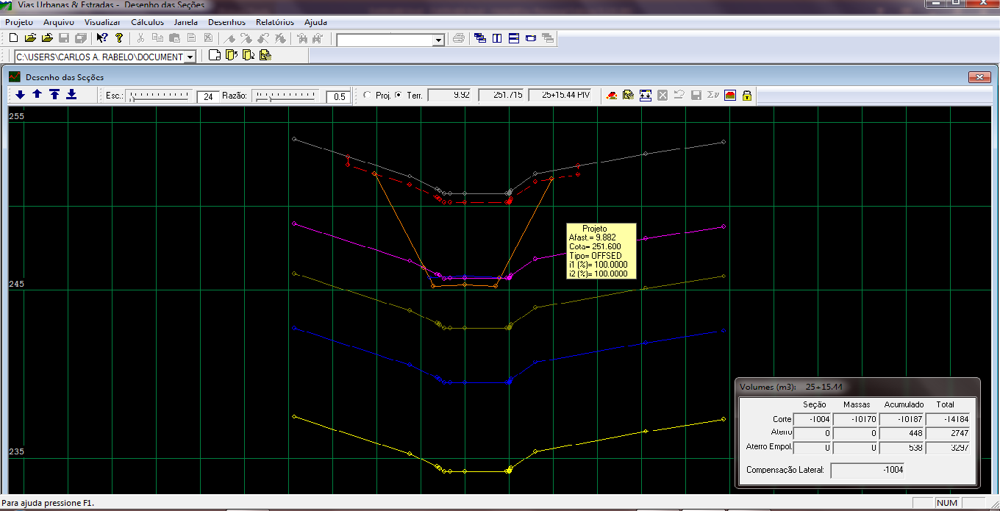 Vias Urbanas & Estradas - Desenho das Seções
Projeto Arquivo Visualizar Cálculos Janela Desenhos Relatórios Ajuda
C:\USERS\CARLOS A. RABELO\DOCUMENT
Desenho das Seções
Esc.: 24 Razão: 0.5 Proj. Terr. 9.92 251.715 25+15.44 PIV
255
Projeto
Afast.= 9.882
Cota= 251.600
Tipo= OFFSED
i1 (%)= 100.0000
i2 (%)= 100.0000
245
235
Volumes (m3): 25+15.44
Seção Massas Acumulado Total
Corte -1004 -10170 -10187 -14184
Aterro 0 0 448 2747
Aterro Empol. 0 0 538 3297
Compensação Lateral: -1004
Para ajuda pressione F1.
NUM